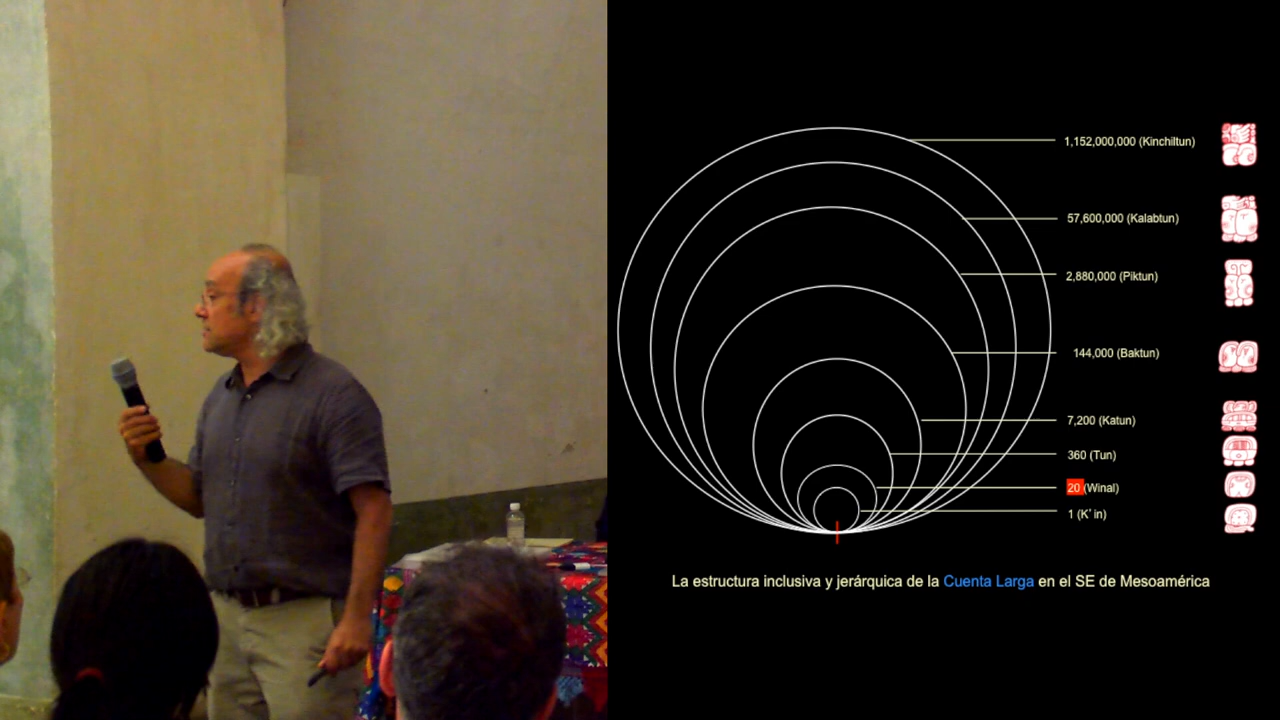 1,152,000,000 (Kinchiltun)
57,600,000 (Kalabtun)
2,880,000 (Piktun)
144,000 (Baktun)
7,200 (Katun)
360 (Tun)
20 (Winal)
1 (K' in)
La estructura inclusiva y jerárquica de la Cuenta Larga en el SE de Mesoamérica